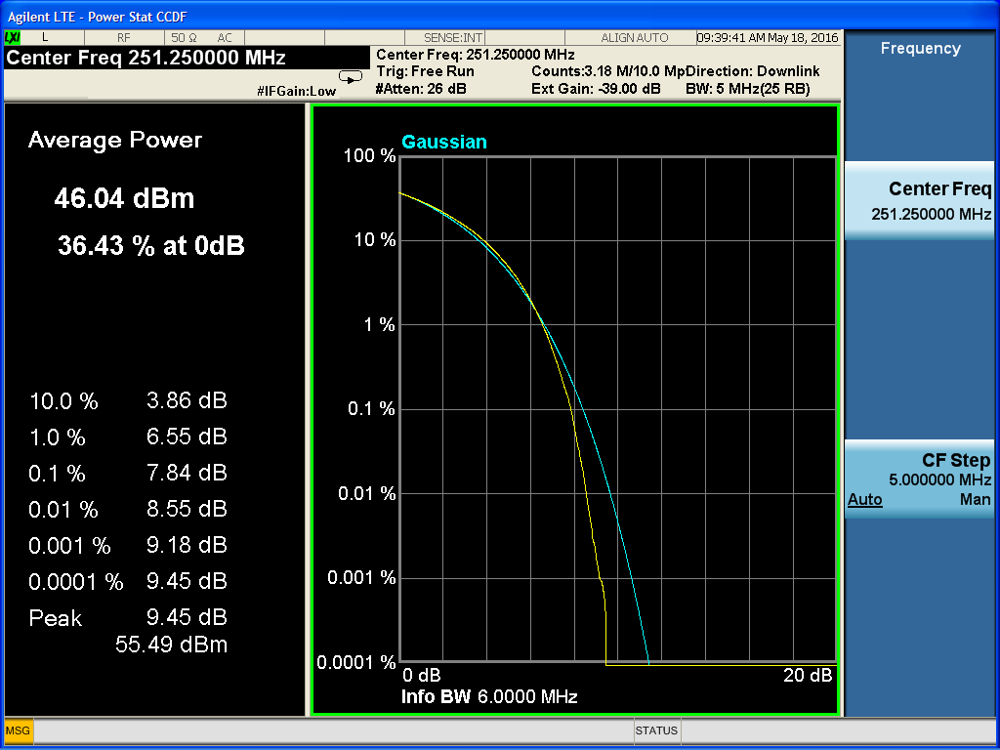 Agilent LTE - Power Stat CCDF
LXI L RF 50 Ω AC SENSE:INT ALIGN AUTO 09:39:41 AM May 18, 2016
Center Freq 251.250000 MHz
Center Freq: 251.250000 MHz
Trig: Free Run Counts:3.18 M/10.0 MpDirection: Downlink
#IFGain:Low #Atten: 26 dB Ext Gain: -39.00 dB BW: 5 MHz(25 RB)
Average Power
46.04 dBm
36.43 % at 0dB
10.0 % 3.86 dB
1.0 % 6.55 dB
0.1 % 7.84 dB
0.01 % 8.55 dB
0.001 % 9.18 dB
0.0001 % 9.45 dB
Peak 9.45 dB
55.49 dBm
Gaussian
100 %
10 %
1 %
0.1 %
0.01 %
0.001 %
0.0001 %
0 dB 20 dB
Info BW 6.0000 MHz
Frequency
Center Freq
251.250000 MHz
CF Step
5.000000 MHz
Auto Man
MSG STATUS